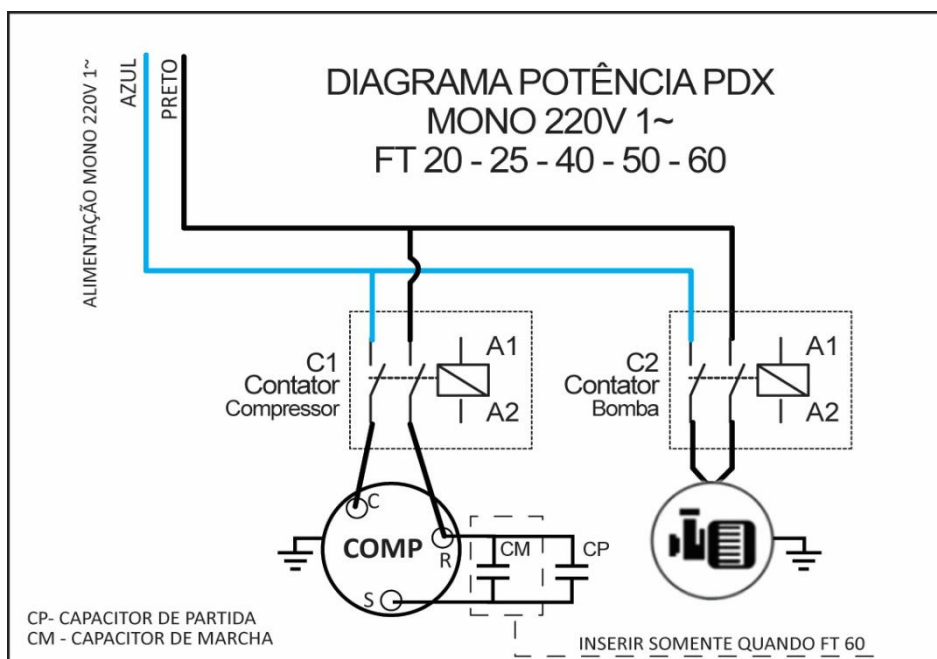 ALIMENTAÇÃO MONO 220V 1~
AZUL
PRETO
DIAGRAMA POTÊNCIA PDX
MONO 220V 1~
FT 20 - 25 - 40 - 50 - 60
C1
Contator
Compressor
A1
A2
C2
Contator
Bomba
A1
A2
C
COMP
R
S
CM
CP
CP- CAPACITOR DE PARTIDA
CM - CAPACITOR DE MARCHA
INSERIR SOMENTE QUANDO FT 60